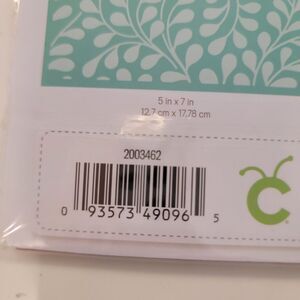 5 in x 7 in
12.7 cm x 17.78 cm
2003462
0 93573 49096 5
C